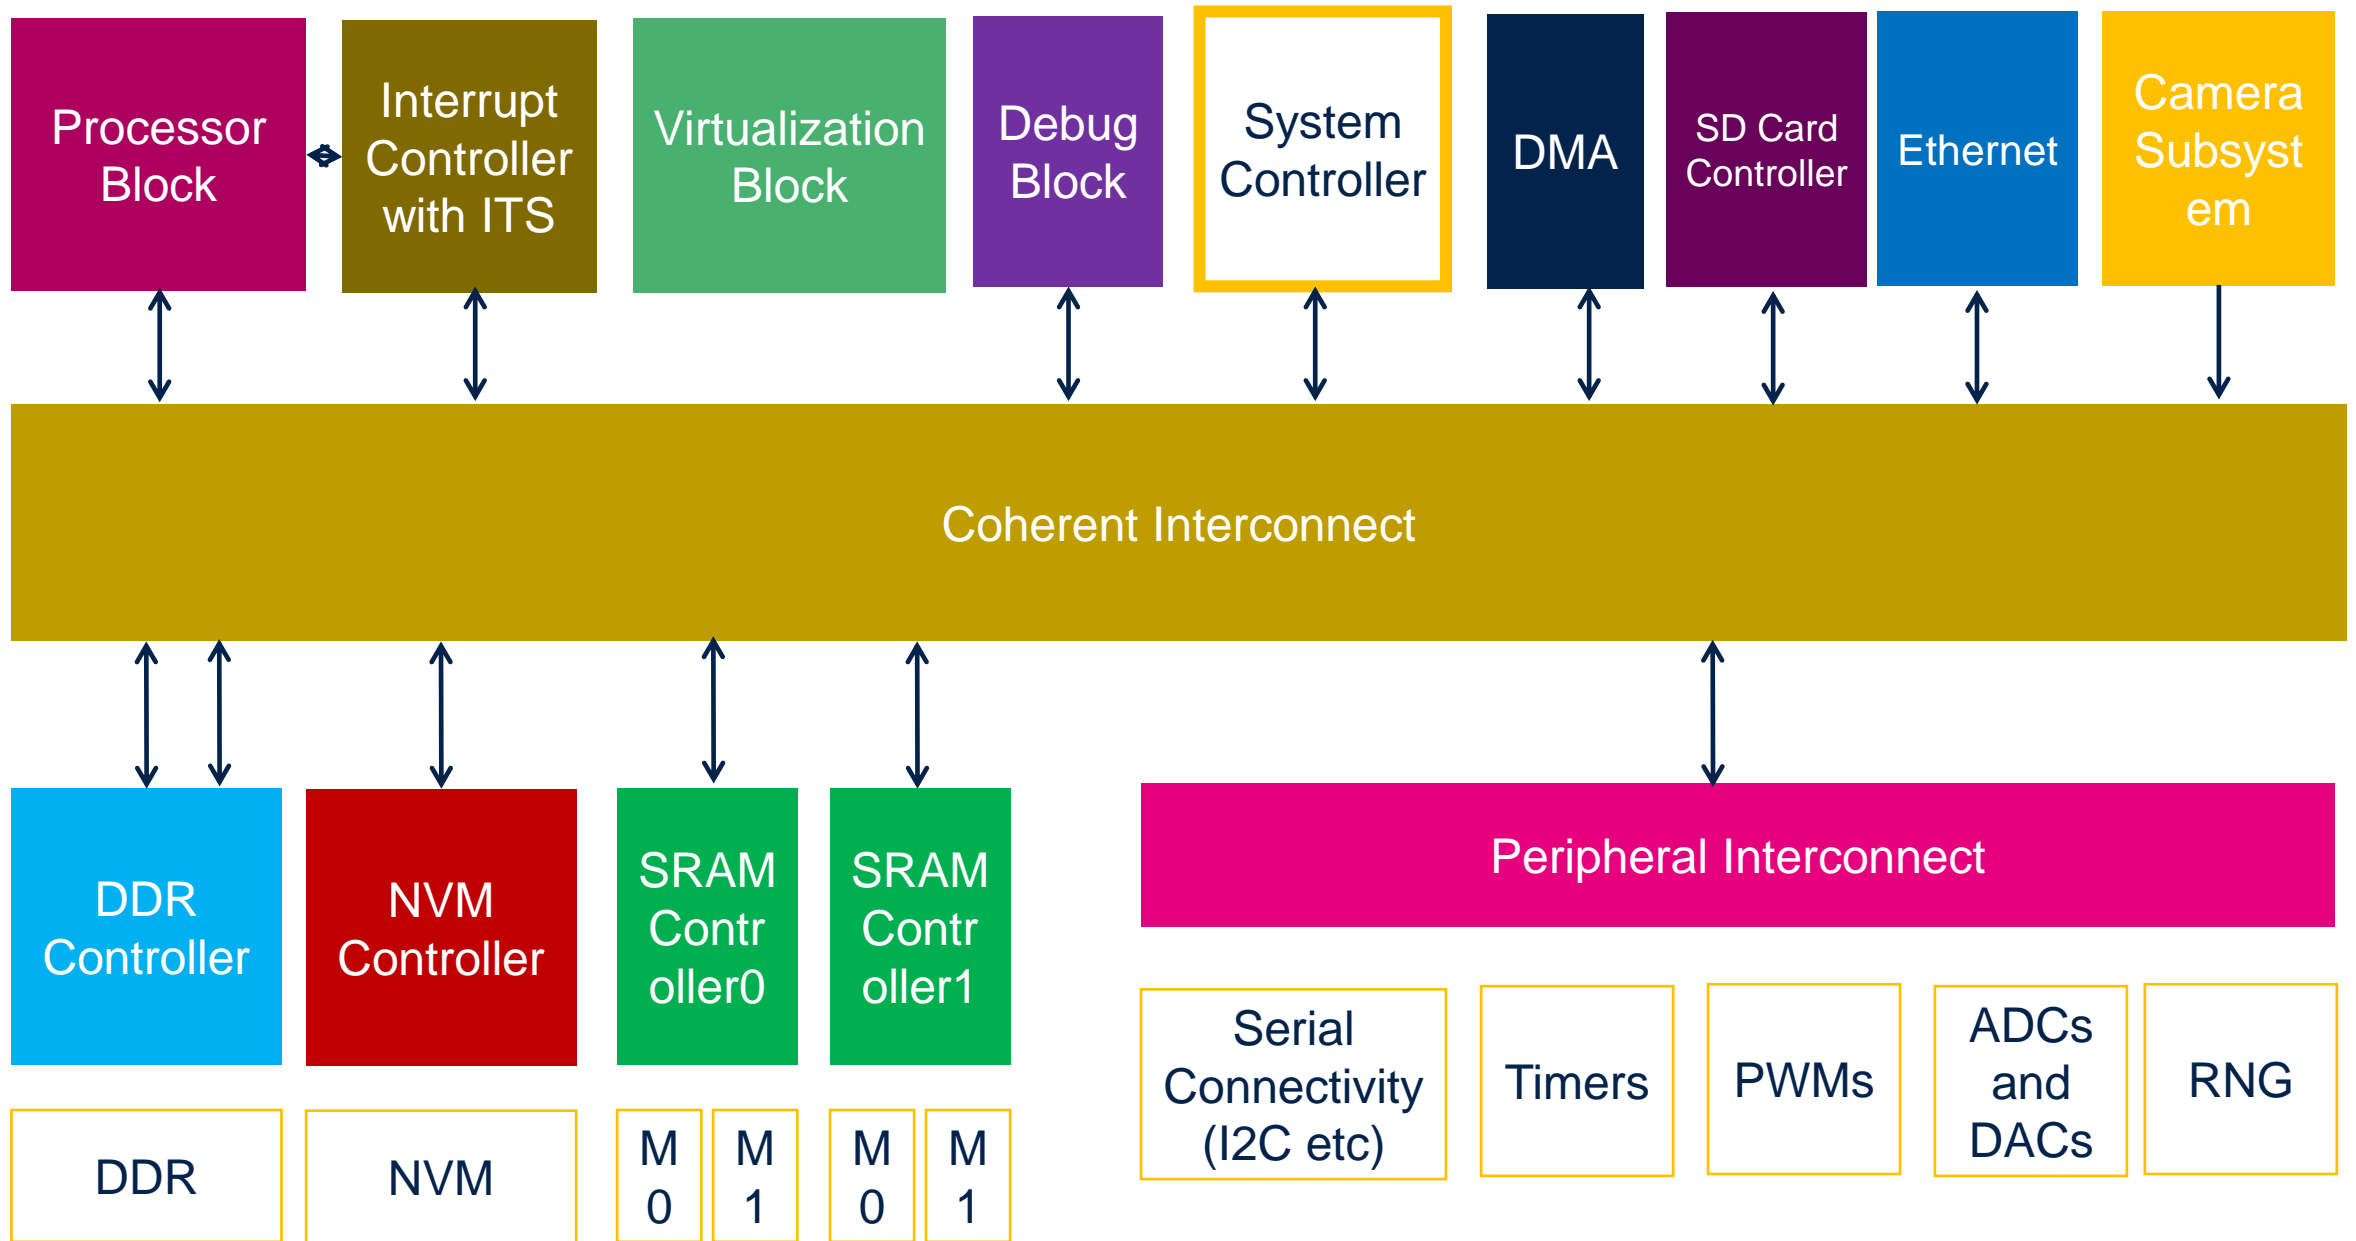 Processor
Block
Interrupt
Controller
with ITS
Virtualization
Block
Debug
Block
System
Controller
DMA
SD Card
Controller
Ethernet
Camera
Subsyst
em
Coherent Interconnect
DDR
Controller
NVM
Controller
SRAM
Contr
oller0
SRAM
Contr
oller1
Peripheral Interconnect
Serial
Connectivity
(I2C etc)
Timers
PWMs
ADCs
and
DACs
RNG
DDR
NVM
M
0
M
1
M
0
M
1